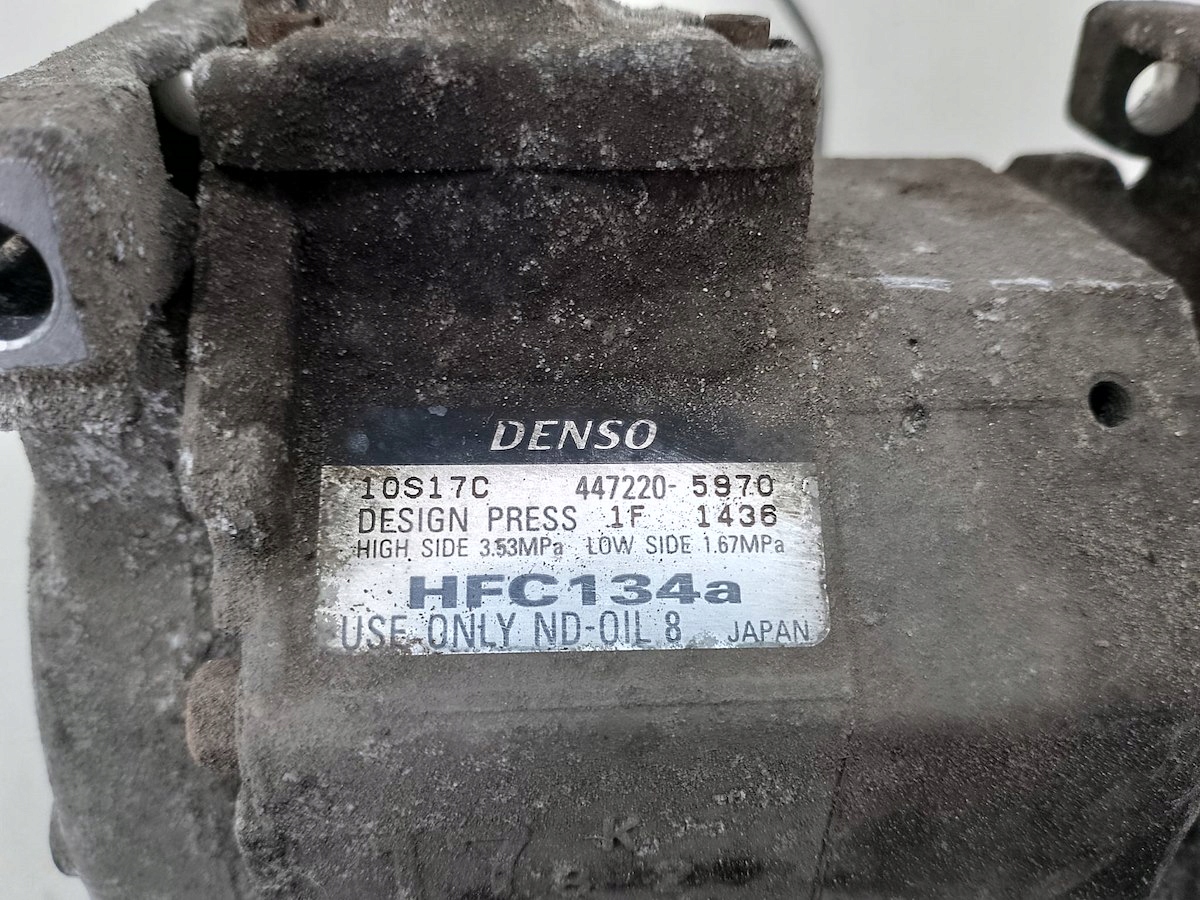 DENSO
10S17C 447220-5970
DESIGN PRESS 1F 1436
HIGH SIDE 3.53MPa LOW SIDE 1.67MPa
HFC134a
USE ONLY ND-OIL 8 JAPAN
K